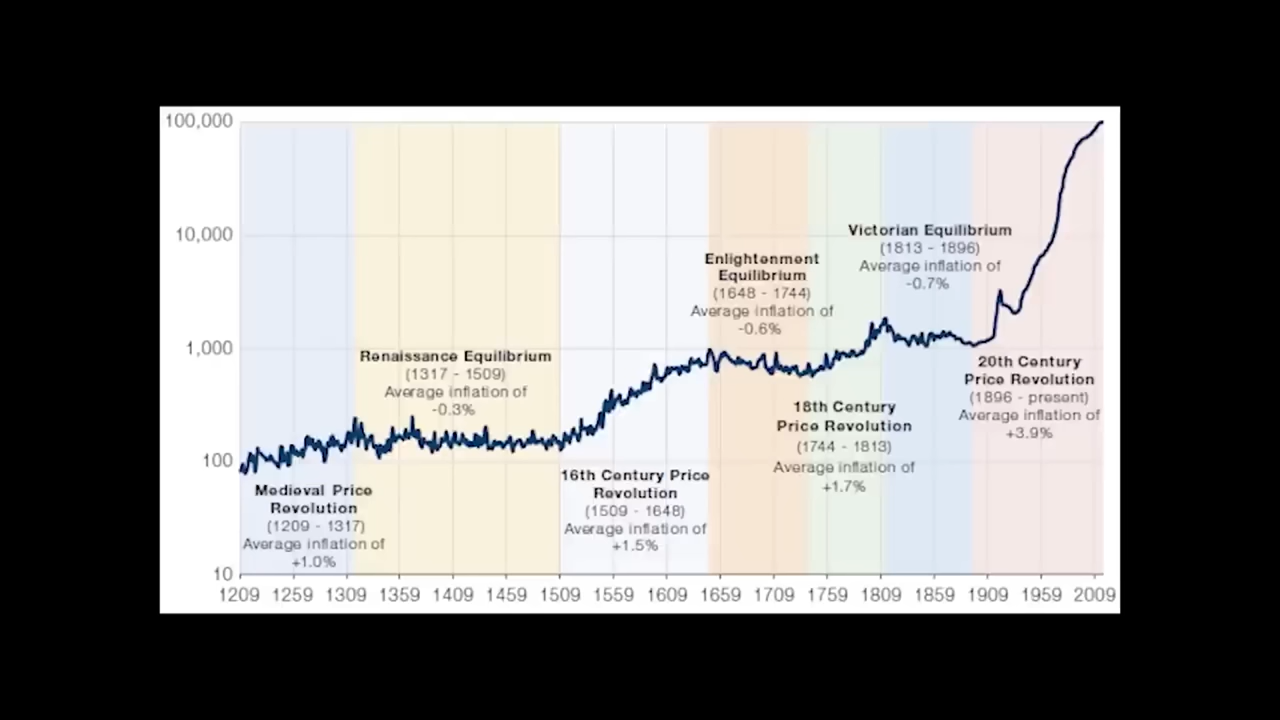 100,000
10,000
1,000
100
10
Medieval Price
Revolution
(1209 - 1317)
Average inflation of
+1.0%
Renaissance Equilibrium
(1317 - 1509)
Average inflation of
-0.3%
16th Century Price
Revolution
(1509 - 1648)
Average inflation of
+1.5%
Enlightenment
Equilibrium
(1648 - 1744)
Average inflation of
-0.6%
18th Century
Price Revolution
(1744 - 1813)
Average inflation of
+1.7%
Victorian Equilibrium
(1813 - 1896)
Average inflation of
-0.7%
20th Century
Price Revolution
(1896 - present)
Average inflation of
+3.9%
1209 1259 1309 1359 1409 1459 1509 1559 1609 1659 1709 1759 1809 1859 1909 1959 2009